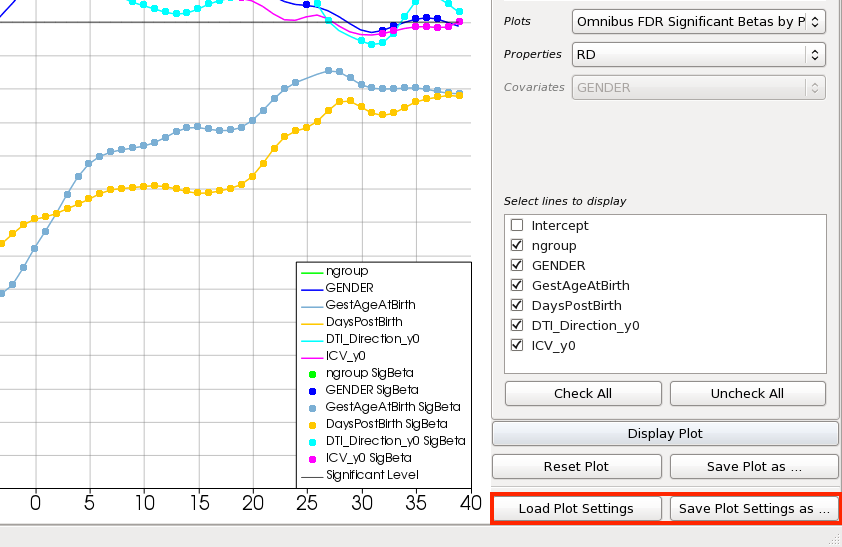 Plots
Omnibus FDR Significant Betas by P
Properties
RD
Covariates
GENDER
Select lines to display
Intercept
ngroup
GENDER
GestAgeAtBirth
DaysPostBirth
DTI_Direction_y0
ICV_y0
Check All
Uncheck All
Display Plot
Reset Plot
Save Plot as ...
Load Plot Settings
Save Plot Settings as ...
ngroup
GENDER
GestAgeAtBirth
DaysPostBirth
DTI_Direction_y0
ICV_y0
ngroup SigBeta
GENDER SigBeta
GestAgeAtBirth SigBeta
DaysPostBirth SigBeta
DTI_Direction_y0 SigBeta
ICV_y0 SigBeta
Significant Level
0 5 10 15 20 25 30 35 40